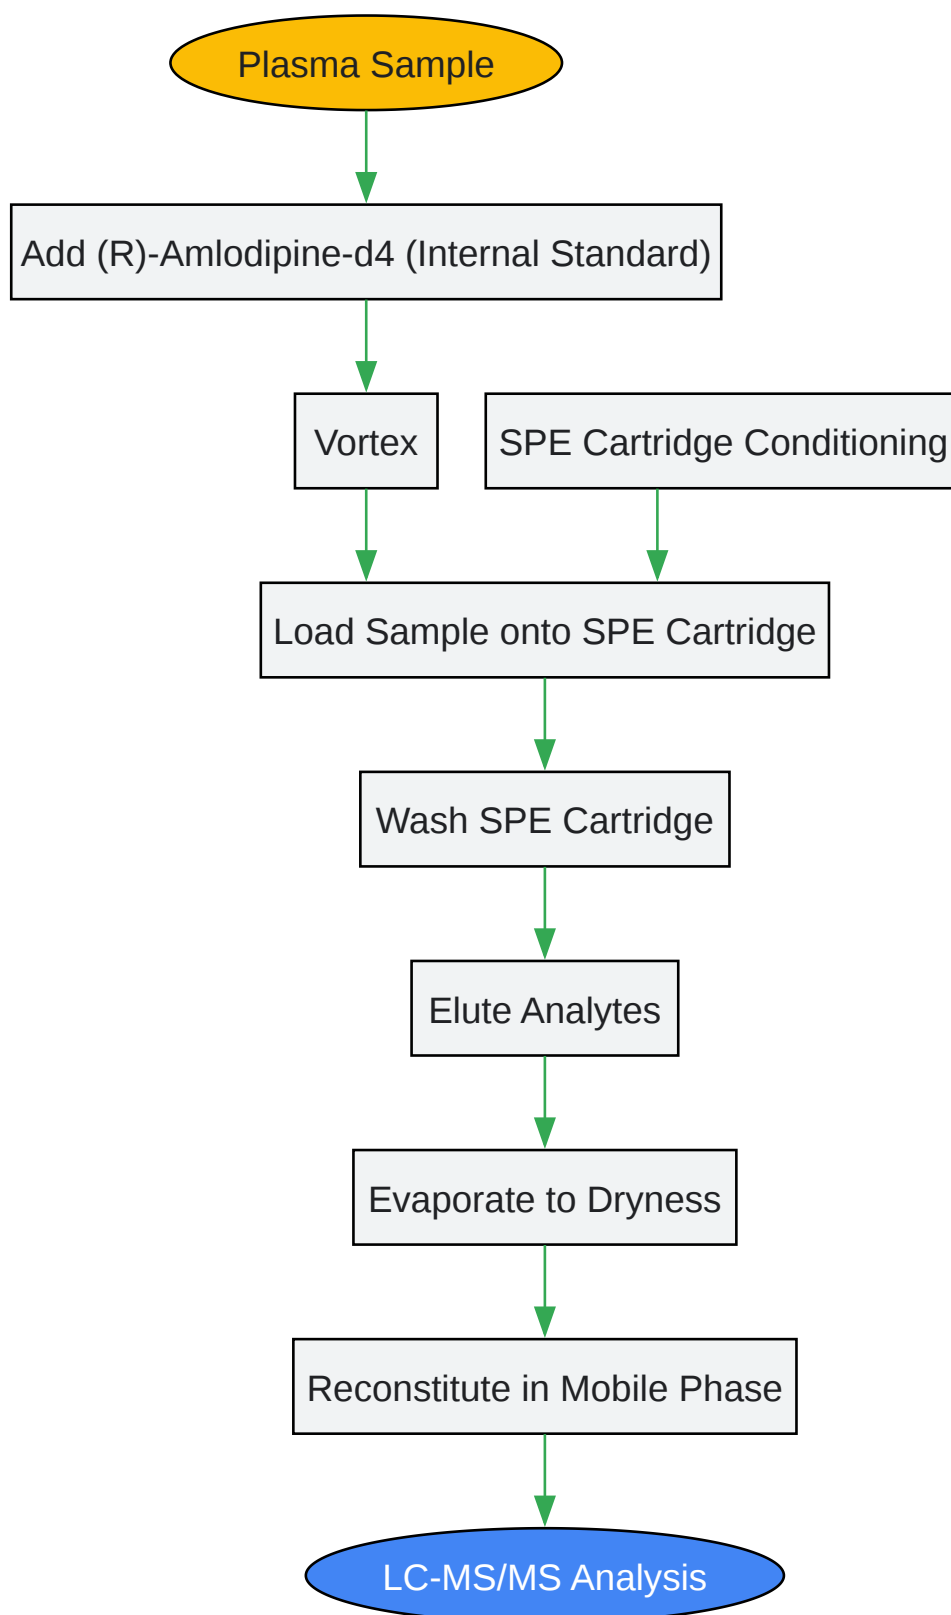 Plasma Sample
Add (R)-Amlodipine-d4 (Internal Standard)
Vortex
SPE Cartridge Conditioning
Load Sample onto SPE Cartridge
Wash SPE Cartridge
Elute Analytes
Evaporate to Dryness
Reconstitute in Mobile Phase
LC-MS/MS Analysis